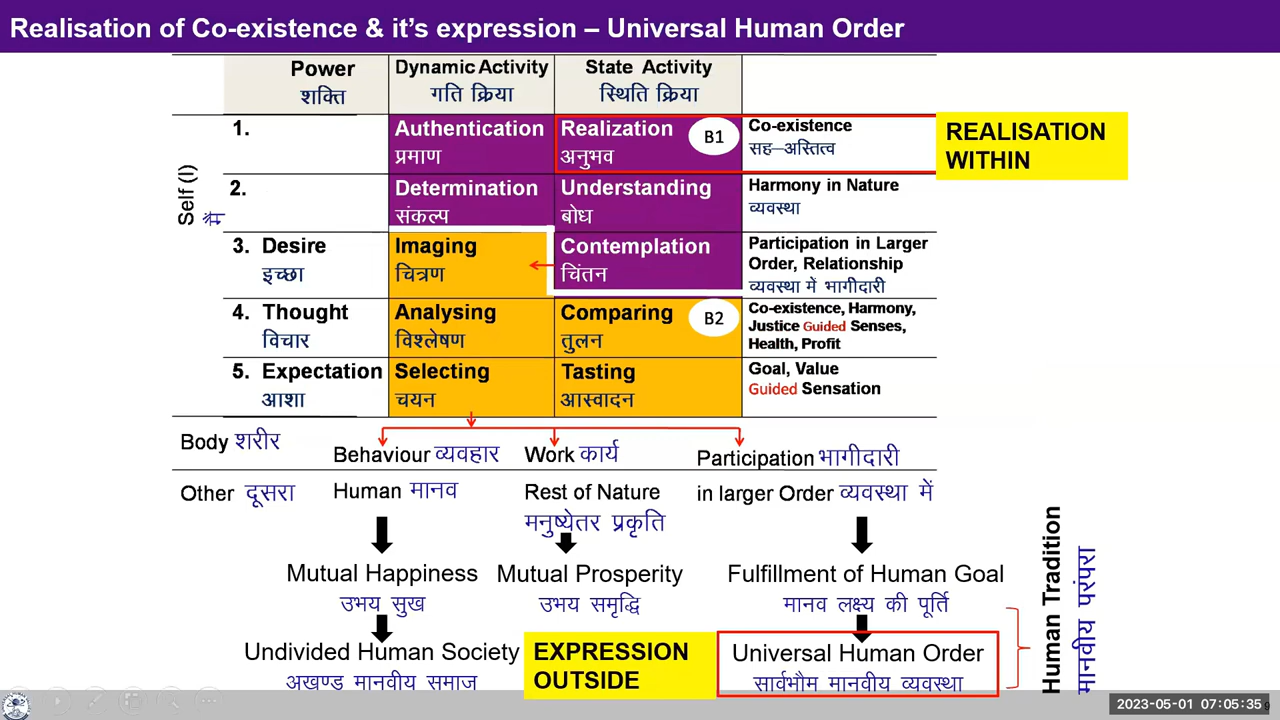 Realisation of Co-existence & it's expression – Universal Human Order
Power
शक्ति
Dynamic Activity
गति क्रिया
State Activity
स्थिति क्रिया
Self (I)
मैं
1.
Authentication
प्रमाण
Realization
अनुभव
B1
Co-existence
सह–अस्तित्व
REALISATION
WITHIN
2.
Determination
संकल्प
Understanding
बोध
Harmony in Nature
व्यवस्था
3. Desire
इच्छा
Imaging
चित्रण
Contemplation
चिंतन
Participation in Larger
Order, Relationship
व्यवस्था में भागीदारी
4. Thought
विचार
Analysing
विश्लेषण
Comparing
तुलन
B2
Co-existence, Harmony,
Justice Guided Senses,
Health, Profit
5. Expectation
आशा
Selecting
चयन
Tasting
आस्वादन
Goal, Value
Guided Sensation
Body शरीर
Behaviour व्यवहार
Work कार्य
Participation भागीदारी
Other दूसरा
Human मानव
Rest of Nature
मनुष्येतर प्रकृति
in larger Order व्यवस्था में
Mutual Happiness
उभय सुख
Mutual Prosperity
उभय समृद्धि
Fulfillment of Human Goal
मानव लक्ष्य की पूर्ति
Undivided Human Society
अखण्ड मानवीय समाज
EXPRESSION
OUTSIDE
Universal Human Order
सार्वभौम मानवीय व्यवस्था
Human Tradition
मानवीय परंपरा
2023-05-01 07:05:35
9